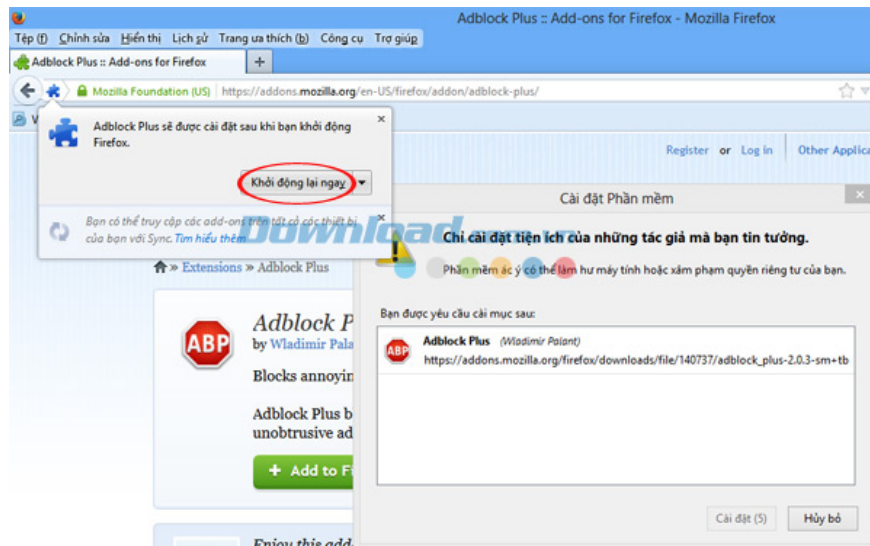 Adblock Plus :: Add-ons for Firefox - Mozilla Firefox
Tệp (f) Chỉnh sửa Hiển thị Lịch sử Trang ưa thích (b) Công cụ Trợ giúp
Adblock Plus :: Add-ons for Firefox +
Mozilla Foundation (US) https://addons.mozilla.org/en-US/firefox/addon/adblock-plus/
Adblock Plus sẽ được cài đặt sau khi bạn khởi động
Firefox.
Khởi động lại ngay
Bạn có thể truy cập các add-ons trên tất cả các thiết bị
của bạn với Sync. Tìm hiểu thêm
Register or Log in Other Applica
Download.com.vn
Cài đặt Phần mềm
Chỉ cài đặt tiện ích của những tác giả mà bạn tin tưởng.
Phần mềm ác ý có thể làm hư máy tính hoặc xâm phạm quyền riêng tư của bạn.
Bạn được yêu cầu cài mục sau:
ABP
Adblock Plus (Wladimir Palant)
https://addons.mozilla.org/firefox/downloads/file/140737/adblock_plus-2.0.3-sm+tb
Cài đặt (5) Hủy bỏ
» Extensions » Adblock Plus
ABP
Adblock P
by Wladimir Pala
Blocks annoyin
Adblock Plus b
unobtrusive ad
+ Add to Fi
Enjoy this add-